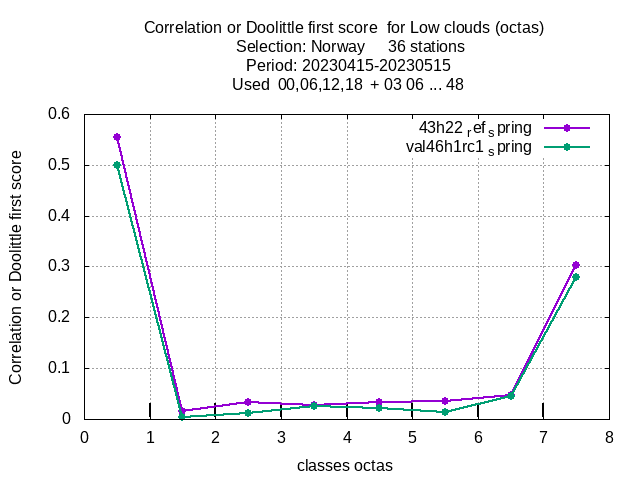 Correlation or Doolittle first score  for Low clouds (octas)
Selection: Norway     36 stations
Period: 20230415-20230515
Used  00,06,12,18  + 03 06 ... 48
43h22 ref spring
val46h1rc1 spring
Correlation or Doolittle first score
0.6
0.5
0.4
0.3
0.2
0.1
0
0 1 2 3 4 5 6 7 8
classes octas